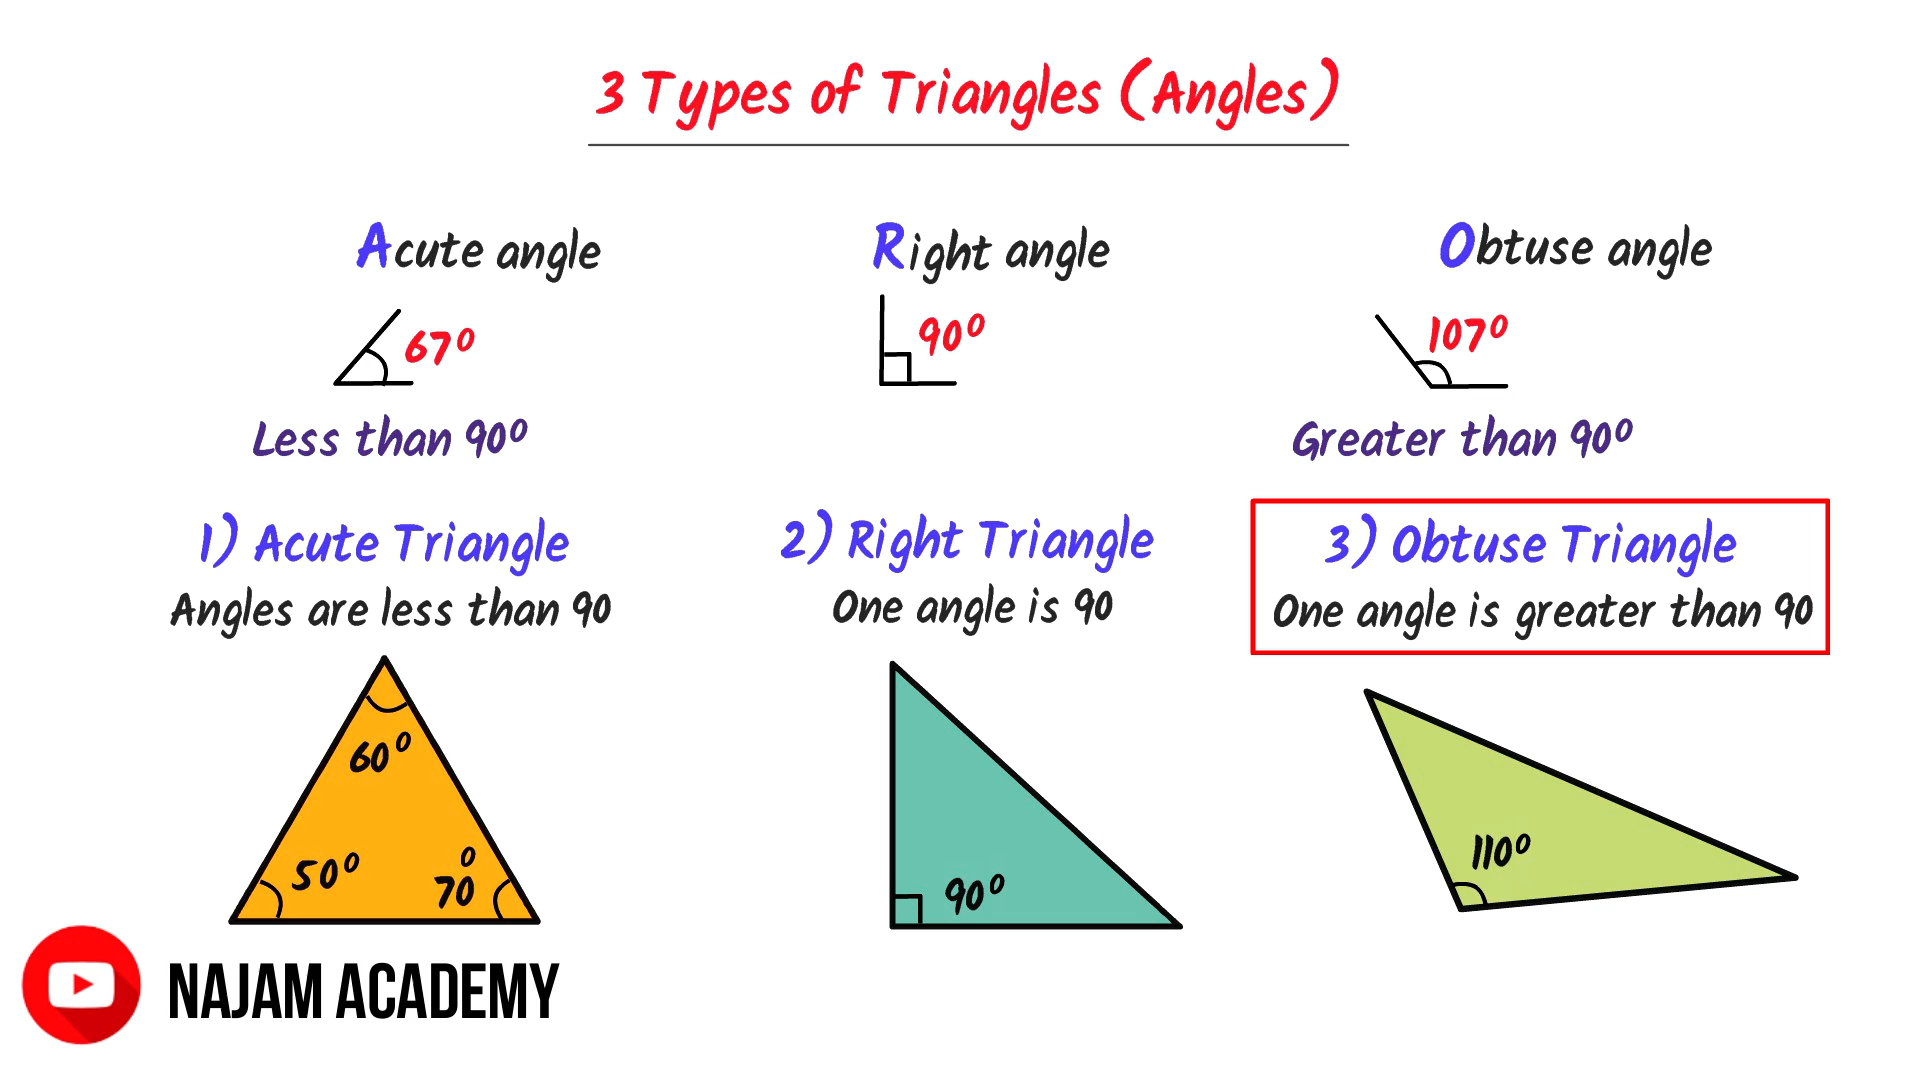 3 Types of Triangles (Angles)
Acute angle
67°
Less than 90°
Right angle
90°
Obtuse angle
107°
Greater than 90°
1) Acute Triangle
Angles are less than 90
60°
50°
70°
2) Right Triangle
One angle is 90
90°
3) Obtuse Triangle
One angle is greater than 90
110°
NAJAM ACADEMY